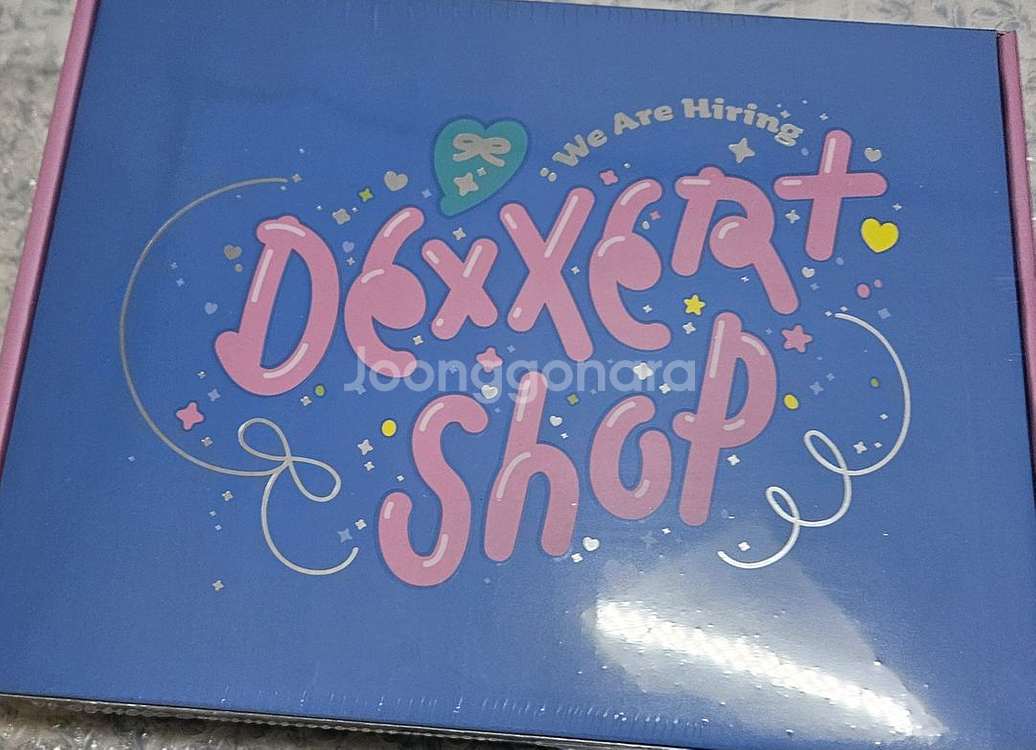 We Are Hiring
Dexxert
Shop
Joonggonara